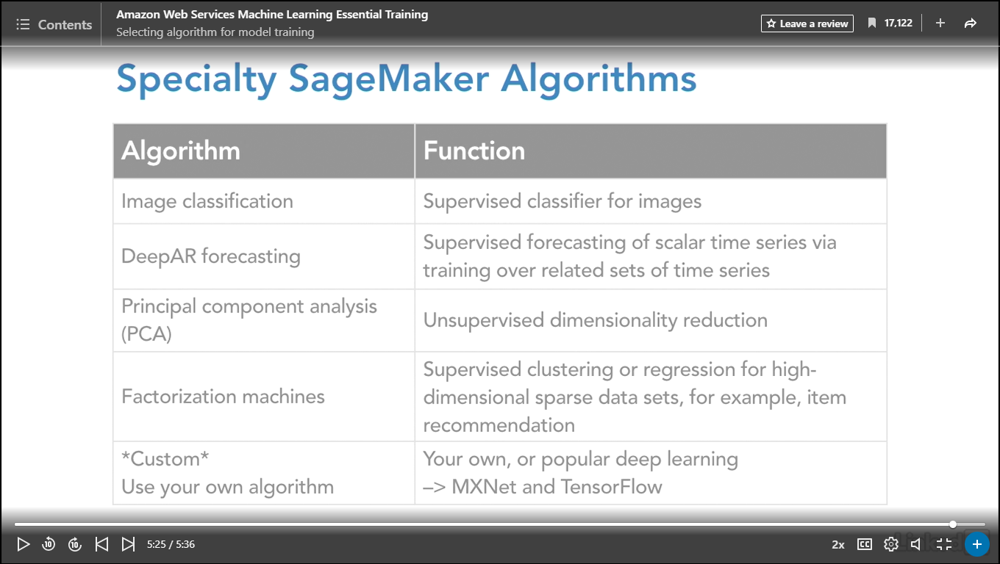 Contents
Amazon Web Services Machine Learning Essential Training
Selecting algorithm for model training
Leave a review
17,122
Specialty SageMaker Algorithms
Algorithm
Function
Image classification
Supervised classifier for images
DeepAR forecasting
Supervised forecasting of scalar time series via
training over related sets of time series
Principal component analysis
(PCA)
Unsupervised dimensionality reduction
Factorization machines
Supervised clustering or regression for high-
dimensional sparse data sets, for example, item
recommendation
*Custom*
Use your own algorithm
Your own, or popular deep learning
–> MXNet and TensorFlow
10
10
5:25 / 5:36
2x
CC